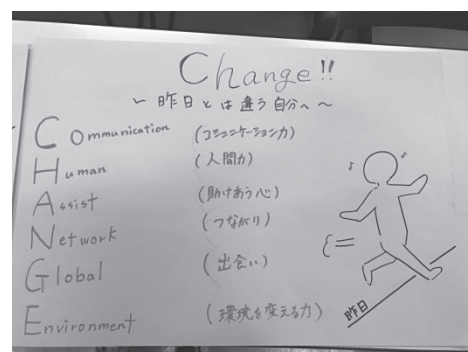 Change!!
～昨日とは違う自分へ～
Communication (コミュニケーション力)
Human (人間力)
Assist (助けあう心)
Network (つながり)
Global (出会い)
Environment (環境を変える力)
昨日